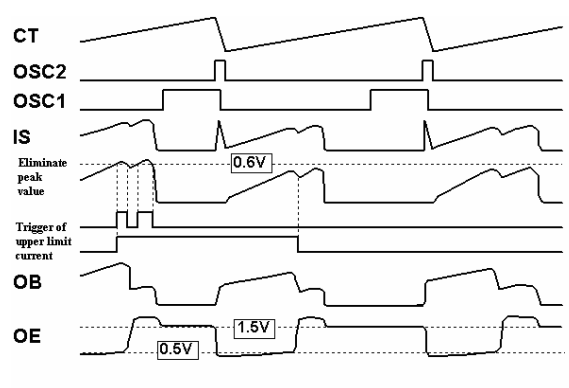 CT
OSC2
OSC1
IS
Eliminate
peak
value
0.6V
Trigger of
upper limit
current
OB
OE
1.5V
0.5V